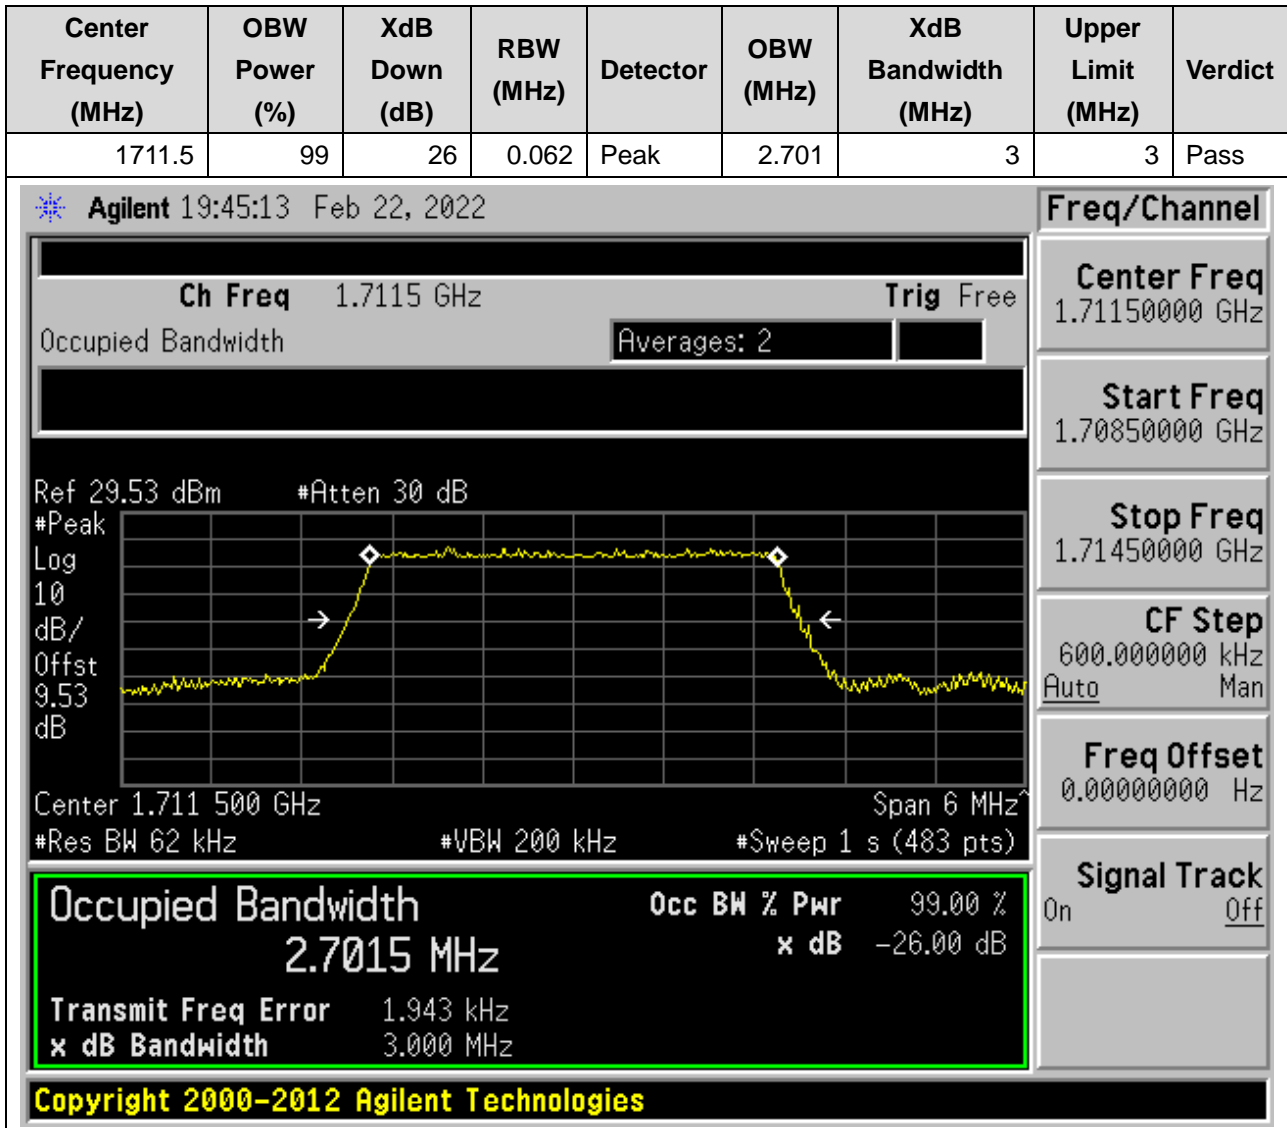 Center Frequency (MHz) OBW Power (%) XdB Down (dB) RBW (MHz) Detector OBW (MHz) XdB Bandwidth (MHz) Upper Limit (MHz) Verdict
1711.5 99 26 0.062 Peak 2.701 3 3 Pass
Agilent 19:45:13 Feb 22, 2022
Freq/Channel
Ch Freq 1.7115 GHz Trig Free
Occupied Bandwidth Averages: 2
Center Freq
1.71150000 GHz
Start Freq
1.70850000 GHz
Stop Freq
1.71450000 GHz
CF Step
600.000000 kHz
Auto Man
Freq Offset
0.00000000 Hz
Signal Track
On Off
Ref 29.53 dBm #Atten 30 dB
#Peak
Log
10
dB/
Offst
9.53
dB
Center 1.711 500 GHz Span 6 MHz^
#Res BW 62 kHz #VBW 200 kHz #Sweep 1 s (483 pts)
Occupied Bandwidth Occ BW % Pwr 99.00 %
2.7015 MHz x dB -26.00 dB
Transmit Freq Error 1.943 kHz
x dB Bandwidth 3.000 MHz
Copyright 2000-2012 Agilent Technologies